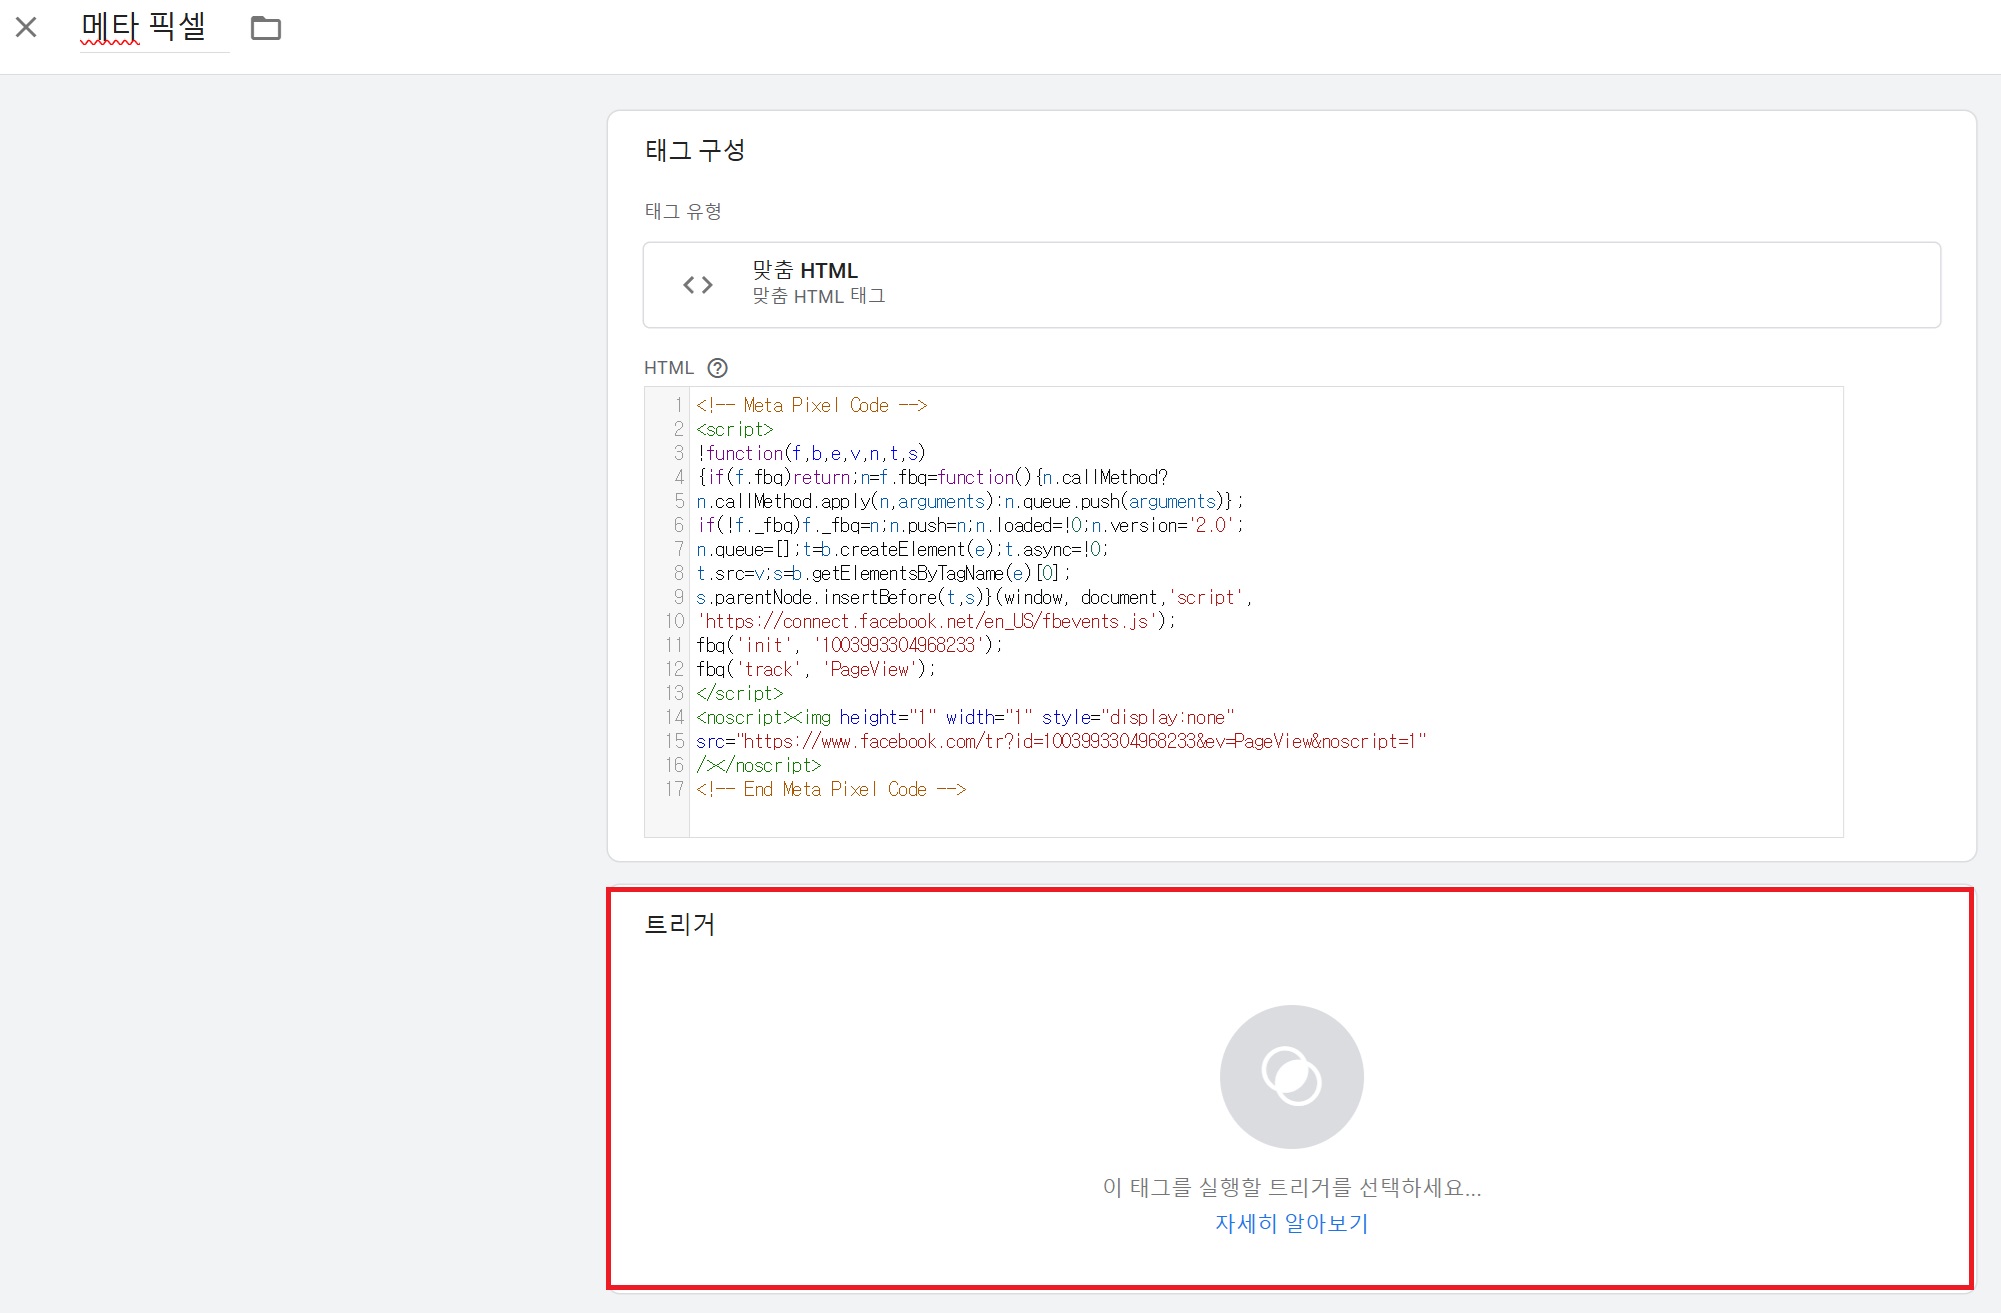 메타 픽셀
태그 구성
태그 유형
맞춤 HTML
맞춤 HTML 태그
HTML
1 <!-- Meta Pixel Code -->
2 <script>
3 !function(f,b,e,v,n,t,s)
4 {if(f.fbq)return;n=f.fbq=function(){n.callMethod?
5 n.callMethod.apply(n,arguments):n.queue.push(arguments)};
6 if(!f._fbq)f._fbq=n;n.push=n;n.loaded=!0;n.version='2.0';
7 n.queue=[];t=b.createElement(e);t.async=!0;
8 t.src=v;s=b.getElementsByTagName(e)[0];
9 s.parentNode.insertBefore(t,s)}(window, document,'script',
10 'https://connect.facebook.net/en_US/fbevents.js');
11 fbq('init', '1003993304968233');
12 fbq('track', 'PageView');
13 </script>
14 <noscript><img height="1" width="1" style="display:none"
15 src="https://www.facebook.com/tr?id=1003993304968233&ev=PageView&noscript=1"
16 /></noscript>
17 <!-- End Meta Pixel Code -->
트리거
이 태그를 실행할 트리거를 선택하세요...
자세히 알아보기